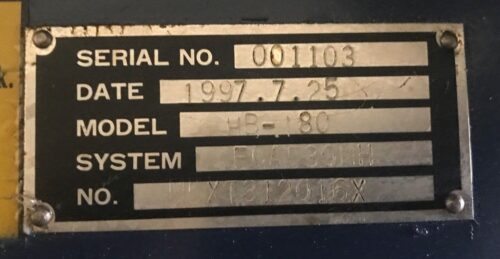 SERIAL NO. 001103
DATE 1997.7.25
MODEL HB-180
SYSTEM
NO.